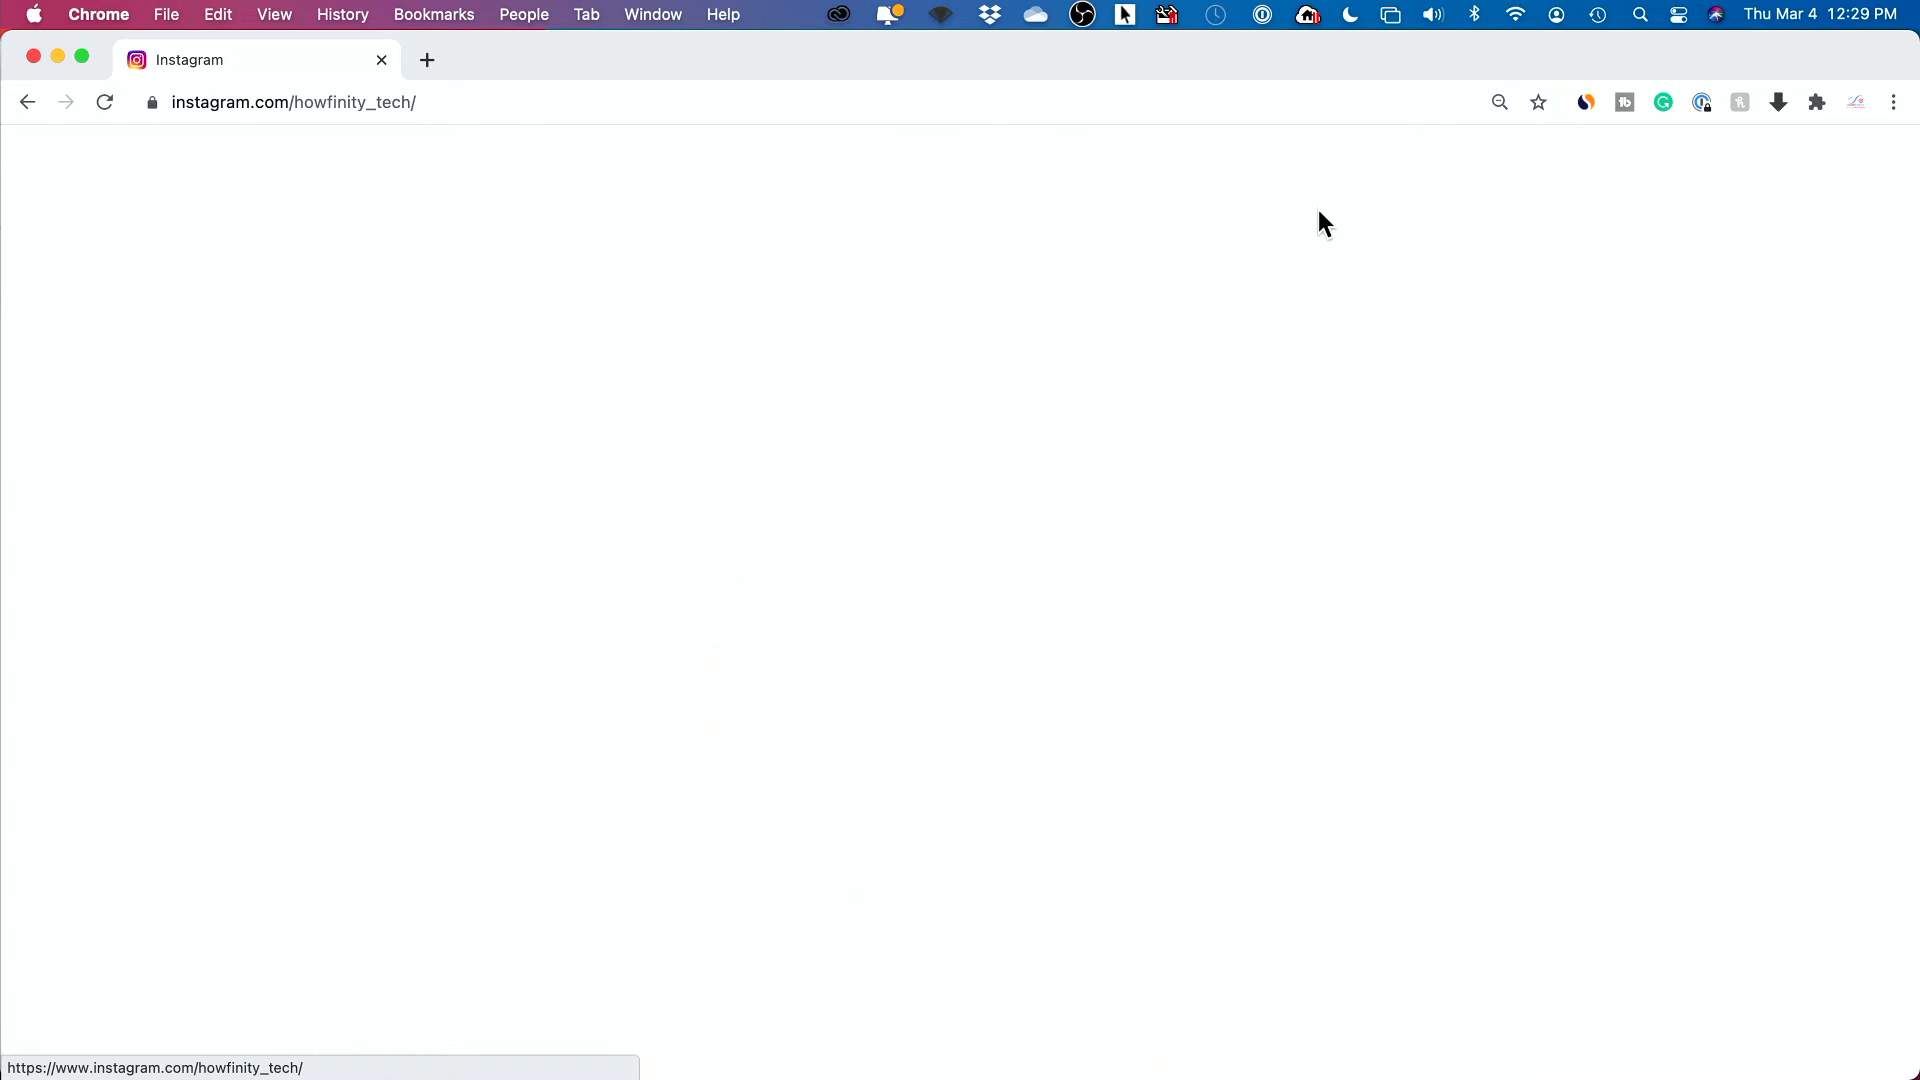 Chrome File Edit View History Bookmarks People Tab Window Help Thu Mar 4 12:29 PM
Instagram
instagram.com/howfinity_tech/
https://www.instagram.com/howfinity_tech/